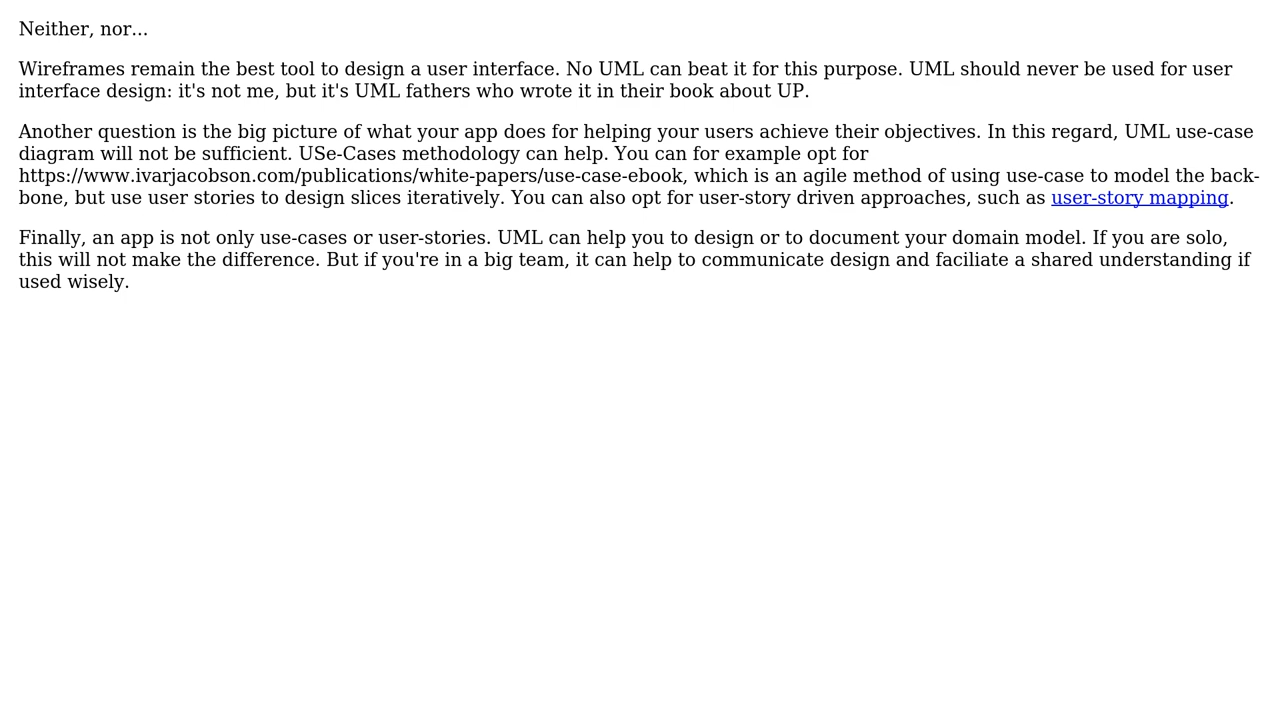 Neither, nor...
Wireframes remain the best tool to design a user interface. No UML can beat it for this purpose. UML should never be used for user
interface design: it's not me, but it's UML fathers who wrote it in their book about UP.
Another question is the big picture of what your app does for helping your users achieve their objectives. In this regard, UML use-case
diagram will not be sufficient. USe-Cases methodology can help. You can for example opt for
https://www.ivarjacobson.com/publications/white-papers/use-case-ebook, which is an agile method of using use-case to model the back-
bone, but use user stories to design slices iteratively. You can also opt for user-story driven approaches, such as user-story mapping.
Finally, an app is not only use-cases or user-stories. UML can help you to design or to document your domain model. If you are solo,
this will not make the difference. But if you're in a big team, it can help to communicate design and faciliate a shared understanding if
used wisely.